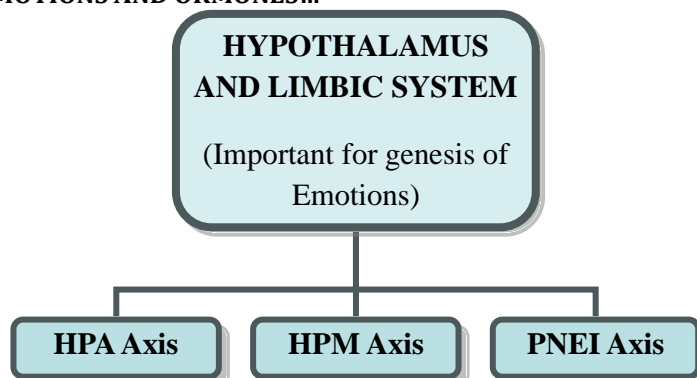 HYPOTHALAMUS
AND LIMBIC SYSTEM
(Important for genesis of
Emotions)
HPA Axis
HPM Axis
PNEI Axis